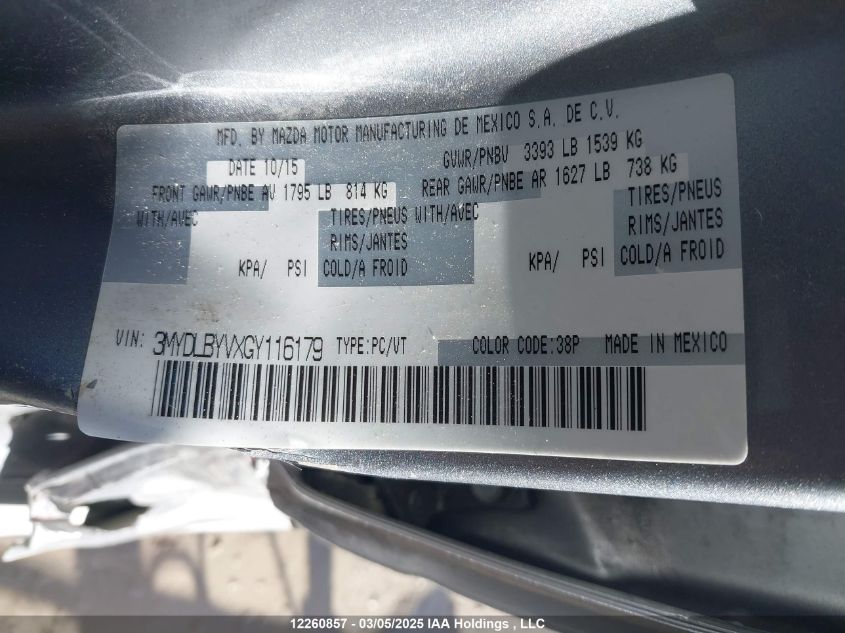 MFD. BY MAZDA MOTOR MANUFACTURING DE MEXICO S.A. DE C.V.
DATE 10/15 GVWR/PNBV 3393 LB 1539 KG
FRONT GAWR/PNBE AV 1795 LB 814 KG REAR GAWR/PNBE AR 1627 LB 738 KG
WITH/AVEC TIRES/PNEUS WITH/AVEC TIRES/PNEUS
RIMS/JANTES RIMS/JANTES
KPA/ PSI COLD/A FROID KPA/ PSI COLD/A FROID
VIN: 3MYDLBYVXGY116179 TYPE:PC/VT COLOR CODE:38P MADE IN MEXICO
12260857 - 03/05/2025 IAA Holdings , LLC